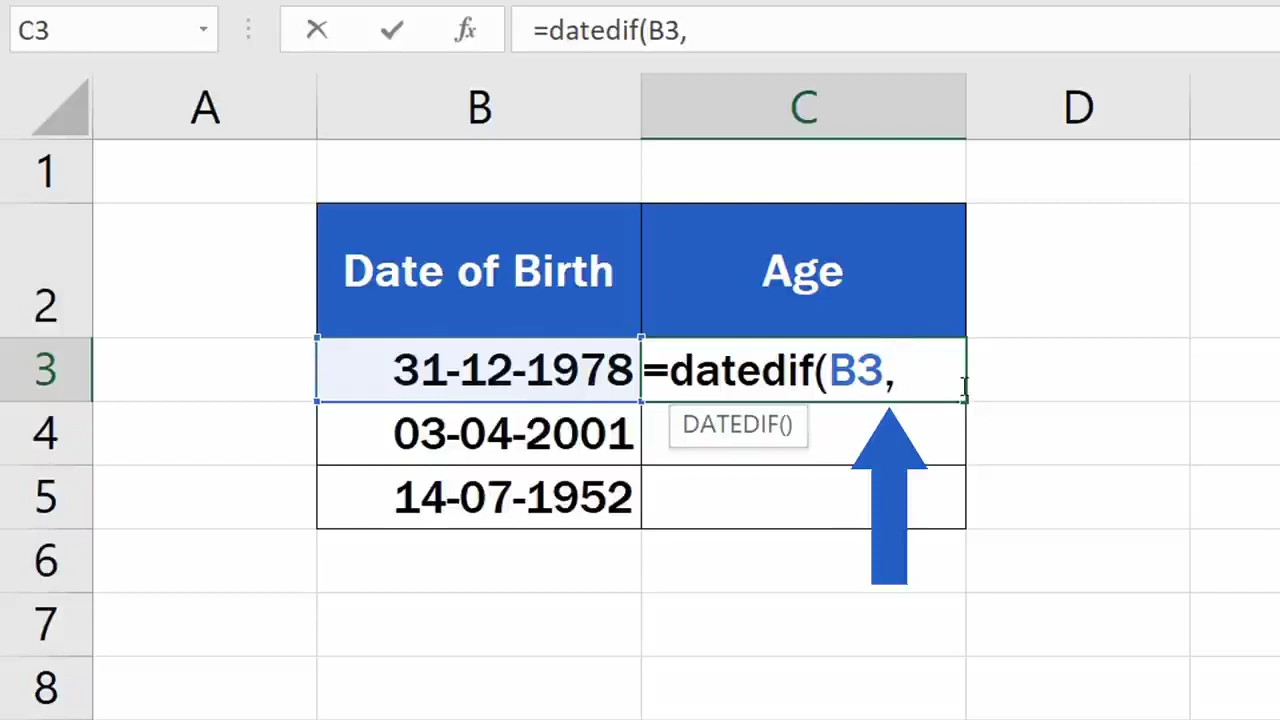 C3 fx =datedif(B3,
A B C D
1
2 Date of Birth Age
3 31-12-1978 =datedif(B3,
DATEDIF()
4 03-04-2001
5 14-07-1952
6
7
8